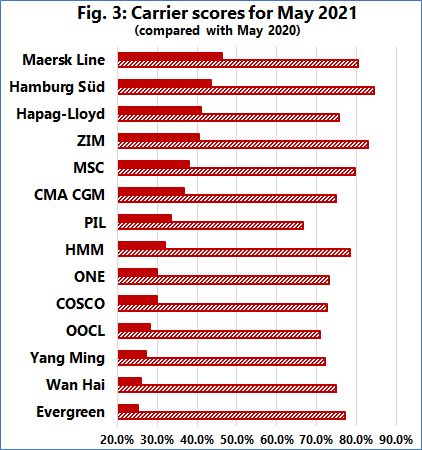 Fig. 3: Carrier scores for May 2021
(compared with May 2020)
Maersk Line
Hamburg Süd
Hapag-Lloyd
ZIM
MSC
CMA CGM
PIL
HMM
ONE
COSCO
OOCL
Yang Ming
Wan Hai
Evergreen
20.0% 30.0% 40.0% 50.0% 60.0% 70.0% 80.0% 90.0%